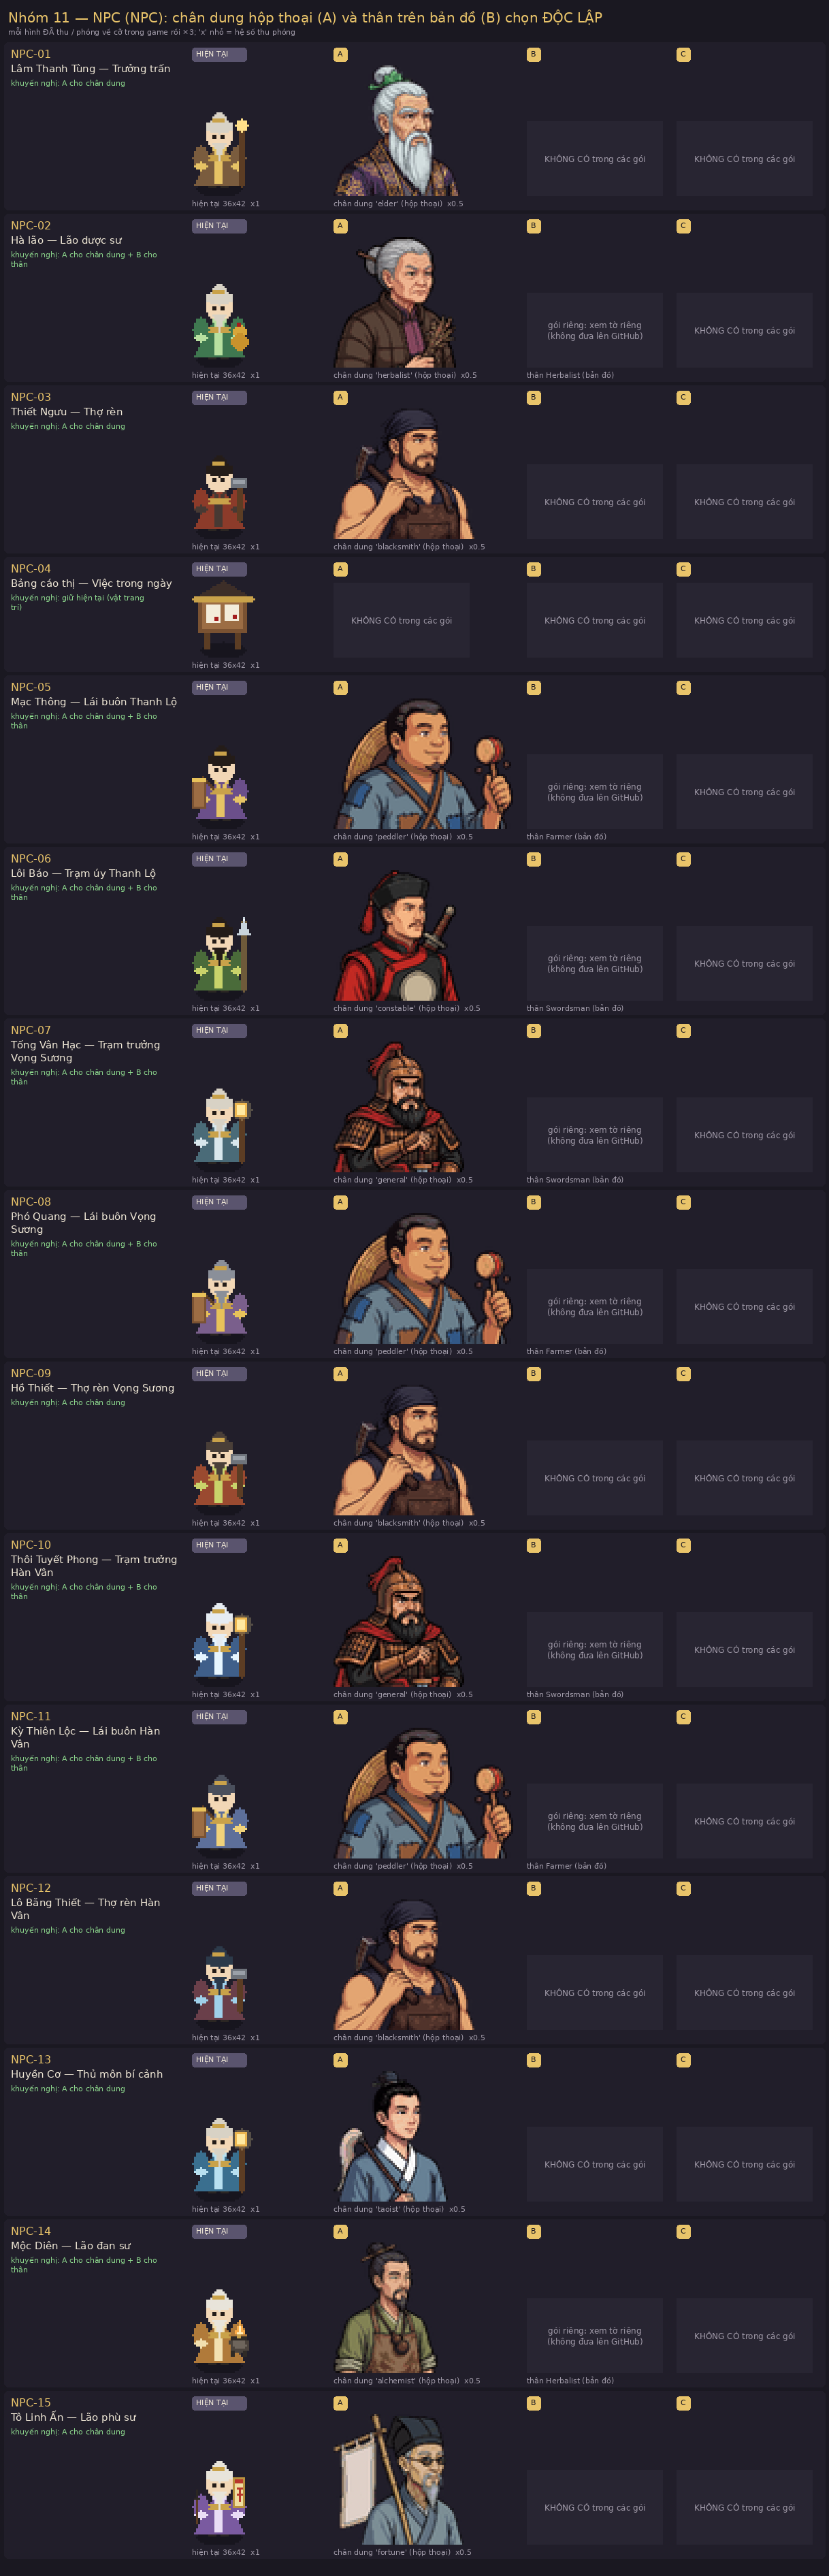 Nhóm 11 — NPC (NPC): chân dung hộp thoại (A) và thân trên bản đồ (B) chọn ĐỘC LẬP
mỗi hình ĐÃ thu / phóng về cỡ trong game rồi ×3; 'x' nhỏ = hệ số thu phóng
NPC-01
Lâm Thanh Tùng — Trưởng trấn
khuyến nghị: A cho chân dung
HIỆN TẠI
A
B
C
KHÔNG CÓ trong các gói
KHÔNG CÓ trong các gói
hiện tại 36x42 x1
chân dung 'elder' (hộp thoại) x0.5
NPC-02
Hà lão — Lão dược sư
khuyến nghị: A cho chân dung + B cho
thân
HIỆN TẠI
A
B
C
gói riêng: xem tờ riêng
(không đưa lên GitHub)
KHÔNG CÓ trong các gói
hiện tại 36x42 x1
chân dung 'herbalist' (hộp thoại) x0.5
thân Herbalist (bản đồ)
NPC-03
Thiết Ngưu — Thợ rèn
khuyến nghị: A cho chân dung
HIỆN TẠI
A
B
C
KHÔNG CÓ trong các gói
KHÔNG CÓ trong các gói
hiện tại 36x42 x1
chân dung 'blacksmith' (hộp thoại) x0.5
NPC-04
Bảng cáo thị — Việc trong ngày
khuyến nghị: giữ hiện tại (vật trang
trí)
HIỆN TẠI
A
B
C
KHÔNG CÓ trong các gói
KHÔNG CÓ trong các gói
KHÔNG CÓ trong các gói
hiện tại 36x42 x1
NPC-05
Mạc Thông — Lái buôn Thanh Lộ
khuyến nghị: A cho chân dung + B cho
thân
HIỆN TẠI
A
B
C
gói riêng: xem tờ riêng
(không đưa lên GitHub)
KHÔNG CÓ trong các gói
hiện tại 36x42 x1
chân dung 'peddler' (hộp thoại) x0.5
thân Farmer (bản đồ)
NPC-06
Lôi Báo — Trạm úy Thanh Lộ
khuyến nghị: A cho chân dung + B cho
thân
HIỆN TẠI
A
B
C
gói riêng: xem tờ riêng
(không đưa lên GitHub)
KHÔNG CÓ trong các gói
hiện tại 36x42 x1
chân dung 'constable' (hộp thoại) x0.5
thân Swordsman (bản đồ)
NPC-07
Tống Vân Hạc — Trạm trưởng
Vọng Sương
khuyến nghị: A cho chân dung + B cho
thân
HIỆN TẠI
A
B
C
gói riêng: xem tờ riêng
(không đưa lên GitHub)
KHÔNG CÓ trong các gói
hiện tại 36x42 x1
chân dung 'general' (hộp thoại) x0.5
thân Swordsman (bản đồ)
NPC-08
Phó Quang — Lái buôn Vọng
Sương
khuyến nghị: A cho chân dung + B cho
thân
HIỆN TẠI
A
B
C
gói riêng: xem tờ riêng
(không đưa lên GitHub)
KHÔNG CÓ trong các gói
hiện tại 36x42 x1
chân dung 'peddler' (hộp thoại) x0.5
thân Farmer (bản đồ)
NPC-09
Hồ Thiết — Thợ rèn Vọng Sương
khuyến nghị: A cho chân dung
HIỆN TẠI
A
B
C
KHÔNG CÓ trong các gói
KHÔNG CÓ trong các gói
hiện tại 36x42 x1
chân dung 'blacksmith' (hộp thoại) x0.5
NPC-10
Thôi Tuyết Phong — Trạm trưởng
Hàn Vân
khuyến nghị: A cho chân dung + B cho
thân
HIỆN TẠI
A
B
C
gói riêng: xem tờ riêng
(không đưa lên GitHub)
KHÔNG CÓ trong các gói
hiện tại 36x42 x1
chân dung 'general' (hộp thoại) x0.5
thân Swordsman (bản đồ)
NPC-11
Kỳ Thiên Lộc — Lái buôn Hàn
Vân
khuyến nghị: A cho chân dung + B cho
thân
HIỆN TẠI
A
B
C
gói riêng: xem tờ riêng
(không đưa lên GitHub)
KHÔNG CÓ trong các gói
hiện tại 36x42 x1
chân dung 'peddler' (hộp thoại) x0.5
thân Farmer (bản đồ)
NPC-12
Lô Băng Thiết — Thợ rèn Hàn
Vân
khuyến nghị: A cho chân dung
HIỆN TẠI
A
B
C
KHÔNG CÓ trong các gói
KHÔNG CÓ trong các gói
hiện tại 36x42 x1
chân dung 'blacksmith' (hộp thoại) x0.5
NPC-13
Huyền Cơ — Thủ môn bí cảnh
khuyến nghị: A cho chân dung
HIỆN TẠI
A
B
C
KHÔNG CÓ trong các gói
KHÔNG CÓ trong các gói
hiện tại 36x42 x1
chân dung 'taoist' (hộp thoại) x0.5
NPC-14
Mộc Diên — Lão đan sư
khuyến nghị: A cho chân dung + B cho
thân
HIỆN TẠI
A
B
C
gói riêng: xem tờ riêng
(không đưa lên GitHub)
KHÔNG CÓ trong các gói
hiện tại 36x42 x1
chân dung 'alchemist' (hộp thoại) x0.5
thân Herbalist (bản đồ)
NPC-15
Tô Linh Ấn — Lão phù sư
khuyến nghị: A cho chân dung
HIỆN TẠI
A
B
C
KHÔNG CÓ trong các gói
KHÔNG CÓ trong các gói
hiện tại 36x42 x1
chân dung 'fortune' (hộp thoại) x0.5